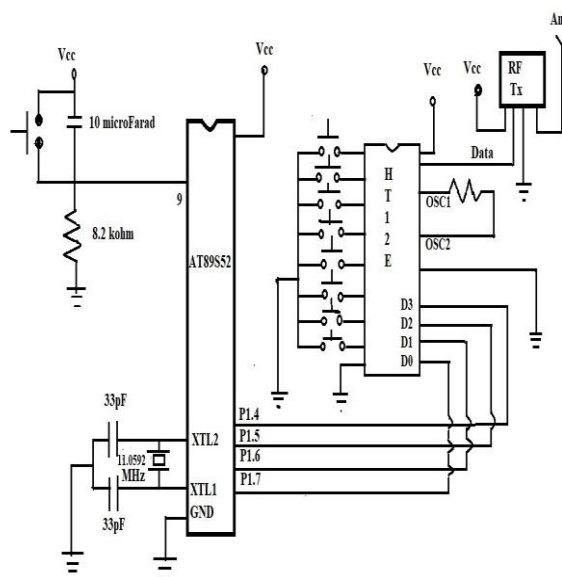 An
Vcc
Vcc
Vcc
Vcc
RF
Tx
10 microFarad
Data
9
H
T
1
2
E
OSC1
OSC2
8.2 kohm
AT89S52
D3
D2
D1
D0
33pF
P1.4
XTL2
P1.5
11.0592
MHz
P1.6
XTL1
P1.7
GND
33pF